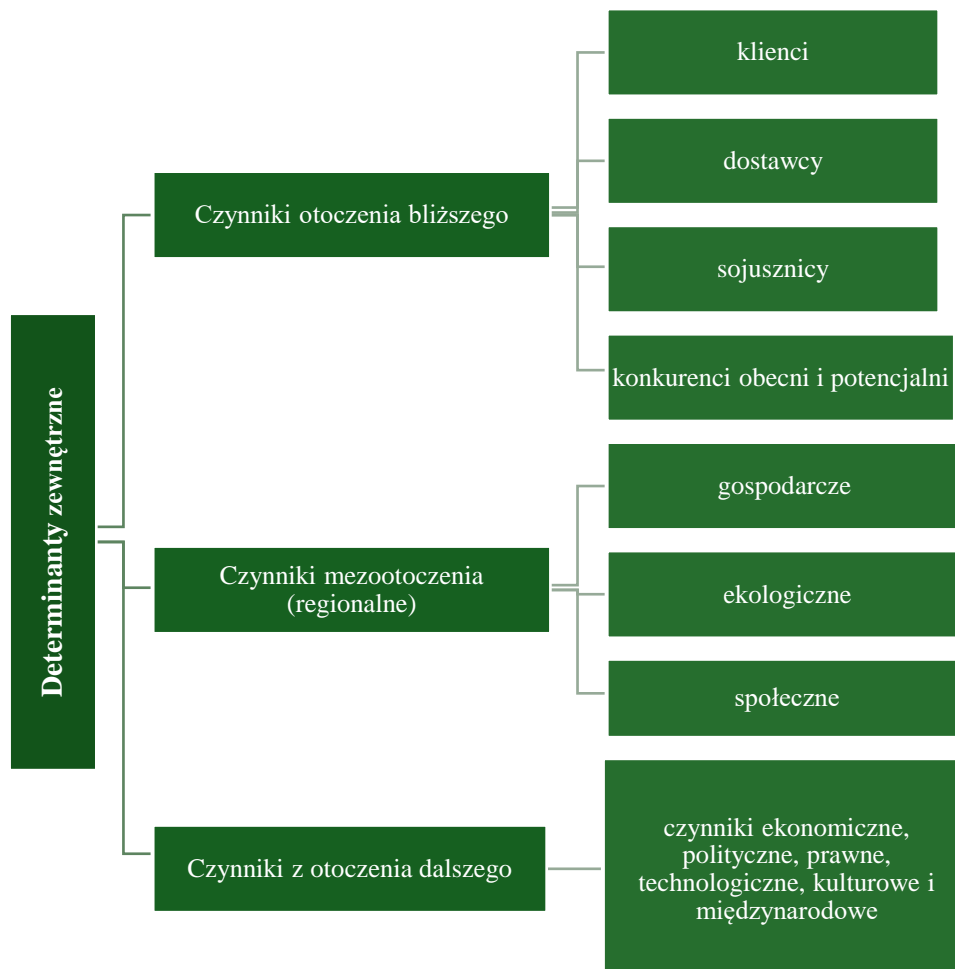 Determinanty zewnętrzne
Czynniki otoczenia bliższego
klienci
dostawcy
sojusznicy
konkurenci obecni i potencjalni
Czynniki mezootoczenia
(regionalne)
gospodarcze
ekologiczne
społeczne
Czynniki z otoczenia dalszego
czynniki ekonomiczne,
polityczne, prawne,
technologiczne, kulturowe i
międzynarodowe